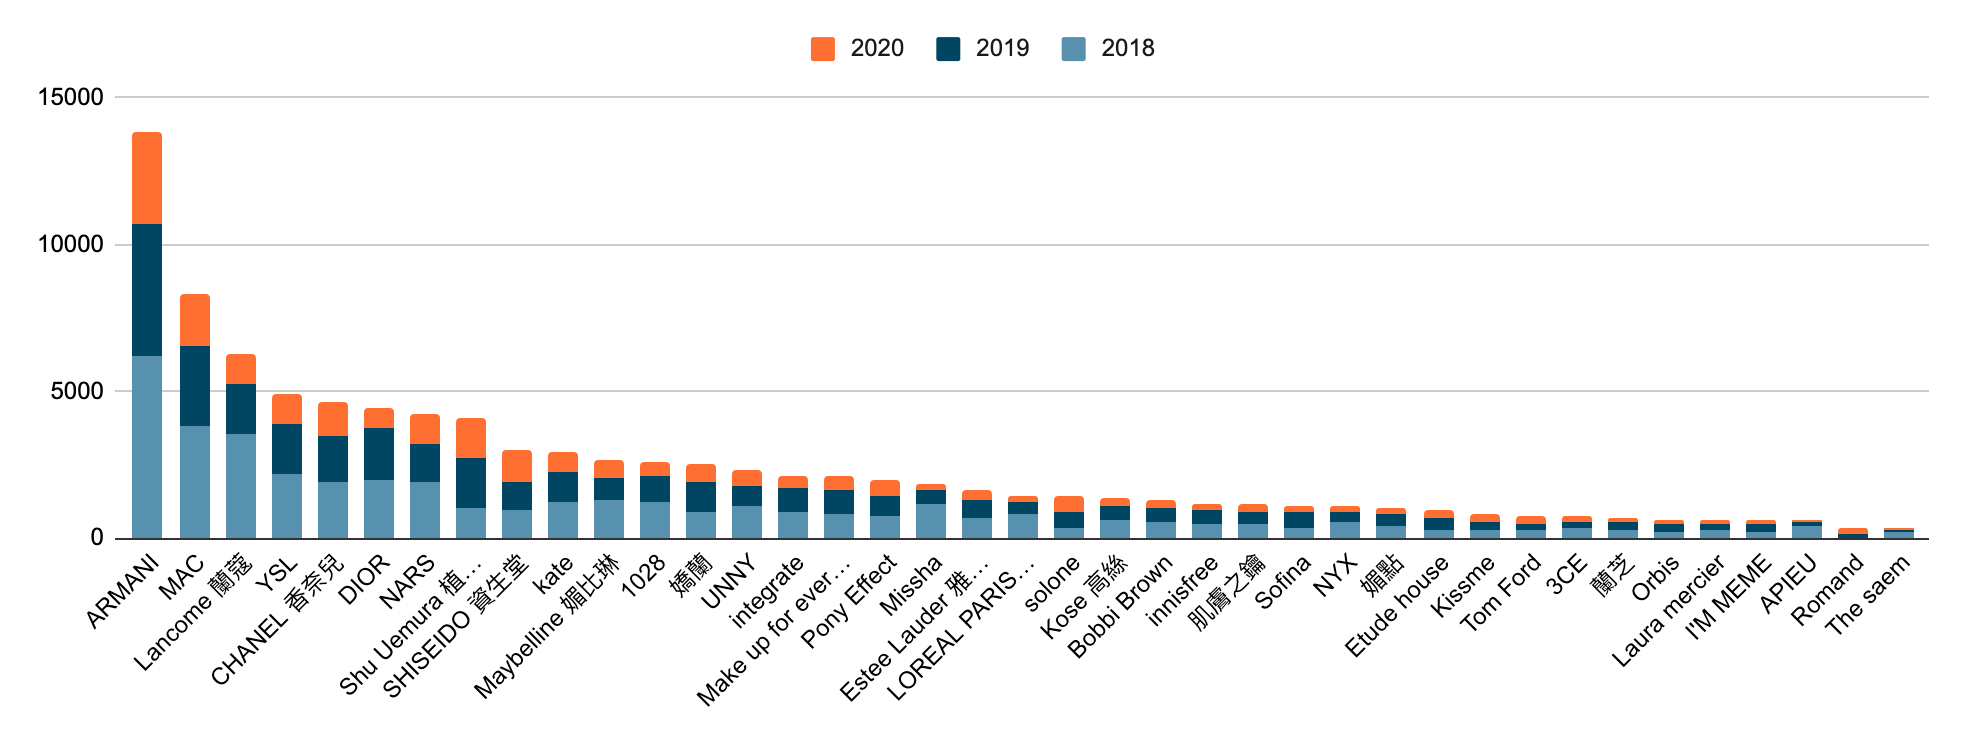 2020 2019 2018
15000
10000
5000
0
ARMANI
MAC
Lancome 蘭蔻
YSL
CHANEL 香奈兒
DIOR
NARS
Shu Uemura 植…
SHISEIDO 資生堂
kate
Maybelline 媚比琳
1028
嬌蘭
UNNY
integrate
Make up for ever…
Pony Effect
Missha
Estee Lauder 雅…
LOREAL PARIS…
solone
Kose 高絲
Bobbi Brown
innisfree
肌膚之鑰
Sofina
NYX
媚點
Etude house
Kissme
Tom Ford
3CE
蘭芝
Orbis
Laura mercier
I'M MEME
APIEU
Romand
The saem